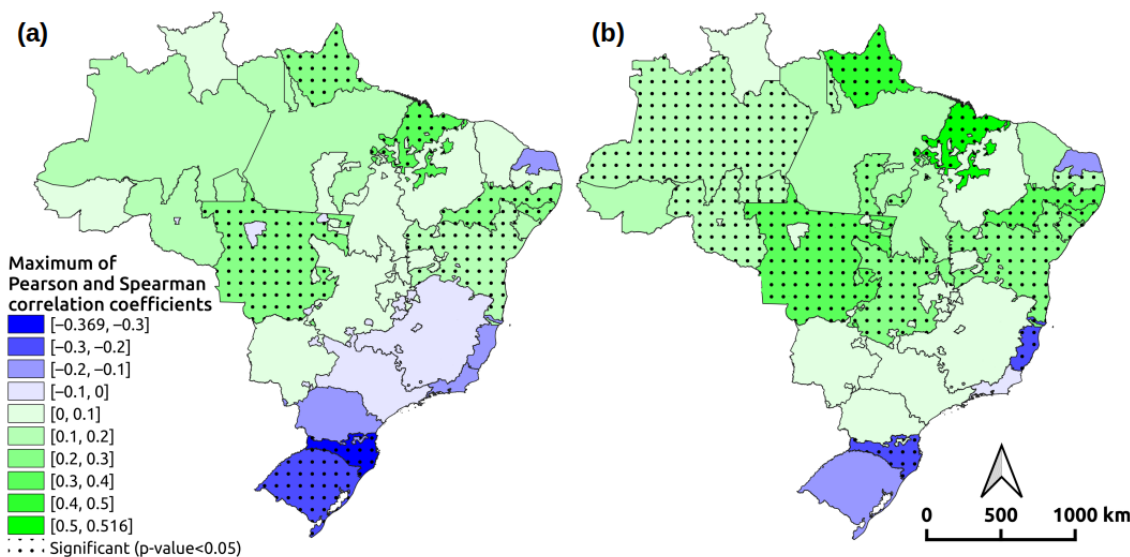 (a)
(b)
Maximum of
Pearson and Spearman
correlation coefficients
[−0.369, −0.3]
[−0.3, −0.2]
[−0.2, −0.1]
[−0.1, 0]
[0, 0.1]
[0.1, 0.2]
[0.2, 0.3]
[0.3, 0.4]
[0.4, 0.5]
[0.5, 0.516]
Significant (p-value<0.05)
0 500 1000 km